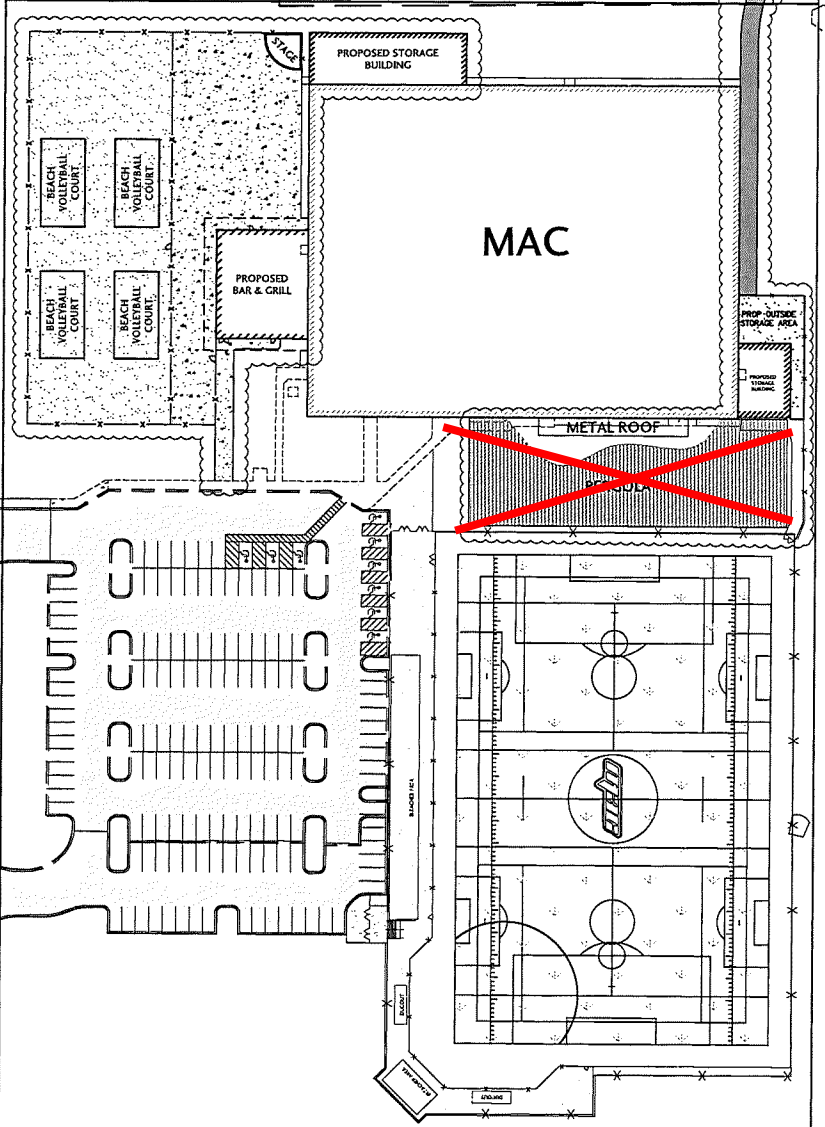 STAGE
PROPOSED STORAGE
BUILDING
BEACH
VOLLEYBALL
COURT
BEACH
VOLLEYBALL
COURT
MAC
PROPOSED
BAR & GRILL
BEACH
VOLLEYBALL
COURT
BEACH
VOLLEYBALL
COURT
PROP. OUTSIDE
STORAGE AREA
PROPOSED
STORAGE
BUILDING
METAL ROOF
PERGOLA
DUGOUT
DUGOUT